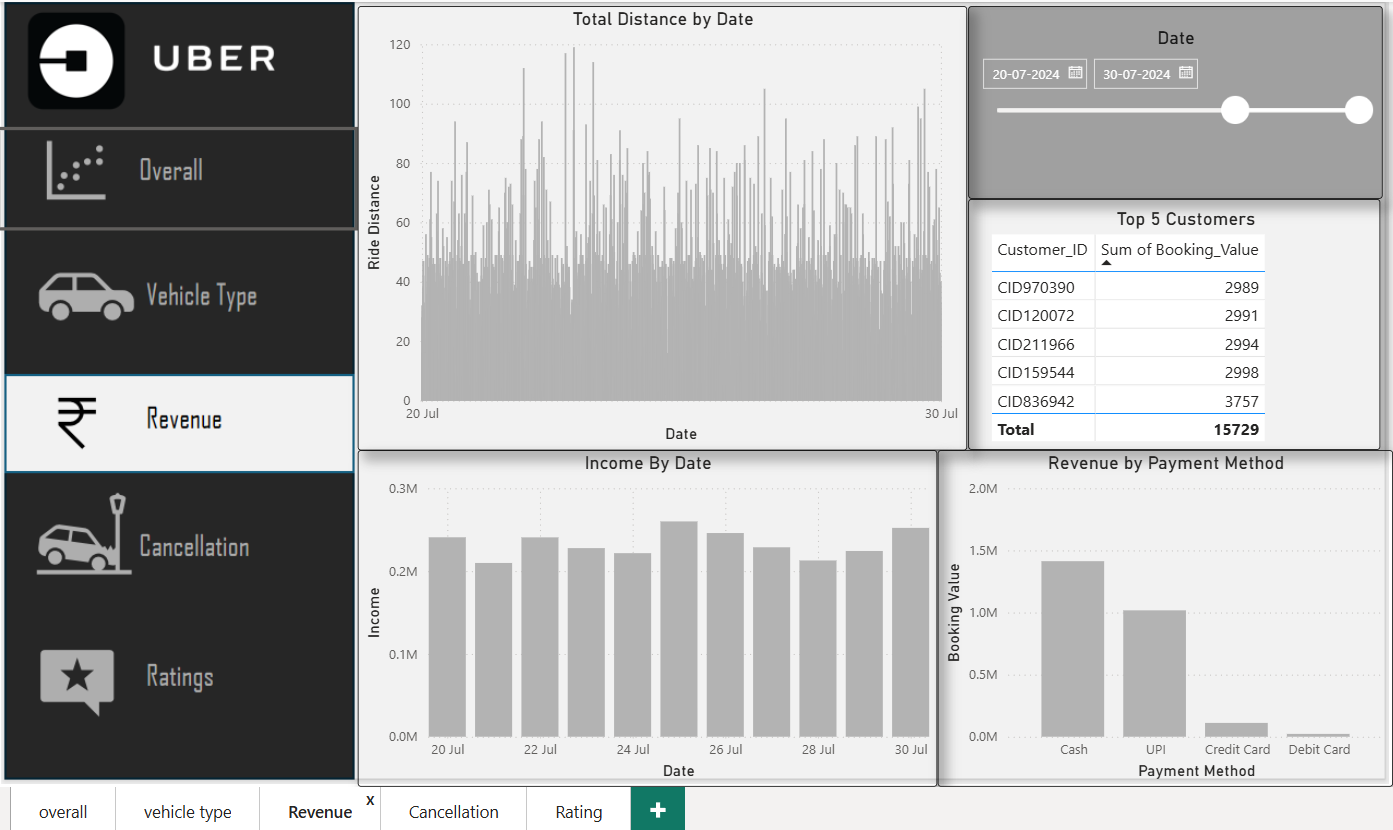 UBER
Overall
Vehicle Type
Revenue
Cancellation
Ratings
Total Distance by Date
Ride Distance
120
100
80
60
40
20
0
20 Jul 30 Jul
Date
Date
20-07-2024 30-07-2024
Top 5 Customers
Customer_ID Sum of Booking_Value
CID970390 2989
CID120072 2991
CID211966 2994
CID159544 2998
CID836942 3757
Total 15729
Income By Date
Income
0.3M
0.2M
0.1M
0.0M
20 Jul 22 Jul 24 Jul 26 Jul 28 Jul 30 Jul
Date
Revenue by Payment Method
Booking Value
2.0M
1.5M
1.0M
0.5M
0.0M
Cash UPI Credit Card Debit Card
Payment Method
overall vehicle type Revenue x Cancellation Rating +